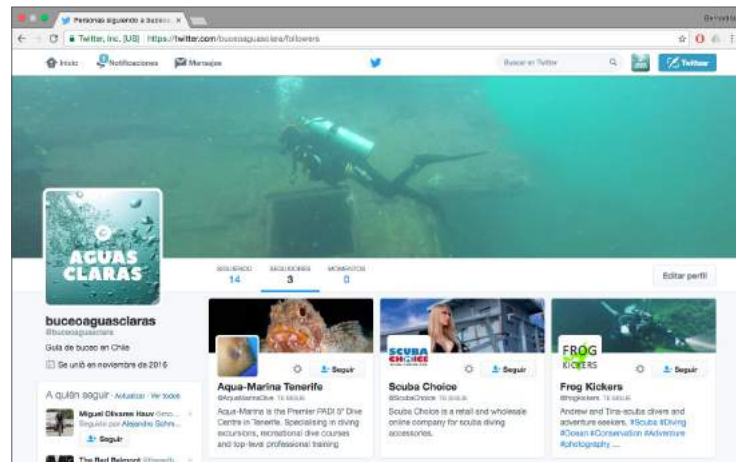 Personas siguiendo a buceoa
Twitter, Inc. [US] https://twitter.com/buceoaguasclara/followers
Inicio Notificaciones Mensajes Buscar en Twitter Twittear
AGUAS
CLARAS
SIGUIENDO SEGUIDORES MOMENTOS
14 3 0
Editar perfil
buceoaguasclaras
@buceoaguasclara
Guía de buceo en Chile
Se unió en noviembre de 2016
A quién seguir · Actualizar · Ver todos
Miguel Olivares Hauv
Seguido por Alejandro
Seguir
The Red Belmont
Seguir
Aqua-Marina Tenerife
@AquaMarinaDive TE SIGUE
Aqua-Marina is the Premier PADI 5* Dive
Centre in Tenerife. Specialising in diving
excursions, recreational dive courses
and top-level professional training
SCUBA
CHOICE
Seguir
Scuba Choice
@ScubaChoice TE SIGUE
Scuba Choice is a retail and wholesale
online company for scuba diving
accessories.
FROG
KICKERS
Seguir
Frog Kickers
@frogkickers TE SIGUE
Andrew and Tina-scuba divers and
adventure seekers. #Scuba #Diving
#Ocean #Conservation #Adventure
#photography ...